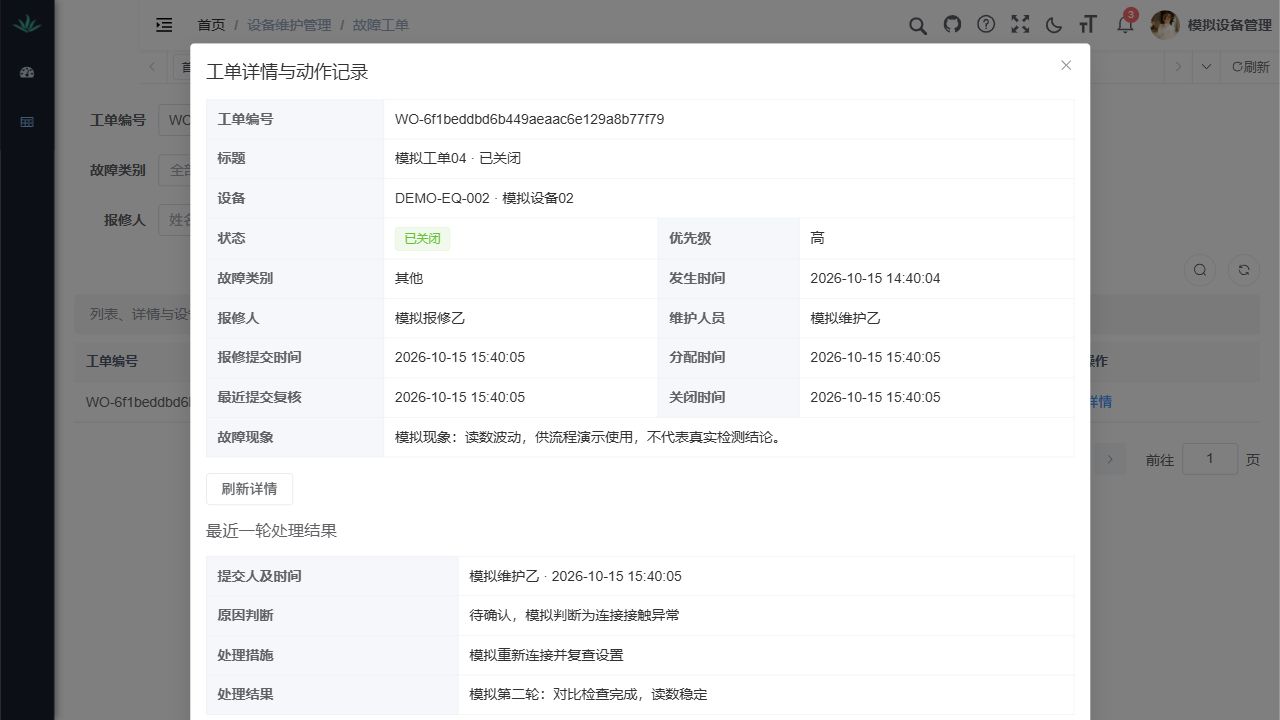 首页 / 设备维护管理 / 故障工单
3
模拟设备管理
刷新
工单编号 WO
故障类别
报修人
列表、详情与设
工单编号
操作
WO-6f1beddbd6
详情
前往 1 页
工单详情与动作记录
工单编号 WO-6f1beddbd6b449aeaac6e129a8b77f79
标题 模拟工单04 · 已关闭
设备 DEMO-EQ-002 · 模拟设备02
状态 已关闭 优先级 高
故障类别 其他 发生时间 2026-10-15 14:40:04
报修人 模拟报修乙 维护人员 模拟维护乙
报修提交时间 2026-10-15 15:40:05 分配时间 2026-10-15 15:40:05
最近提交复核 2026-10-15 15:40:05 关闭时间 2026-10-15 15:40:05
故障现象 模拟现象：读数波动，供流程演示使用，不代表真实检测结论。
刷新详情
最近一轮处理结果
提交人及时间 模拟维护乙 · 2026-10-15 15:40:05
原因判断 待确认，模拟判断为连接接触异常
处理措施 模拟重新连接并复查设置
处理结果 模拟第二轮：对比检查完成，读数稳定